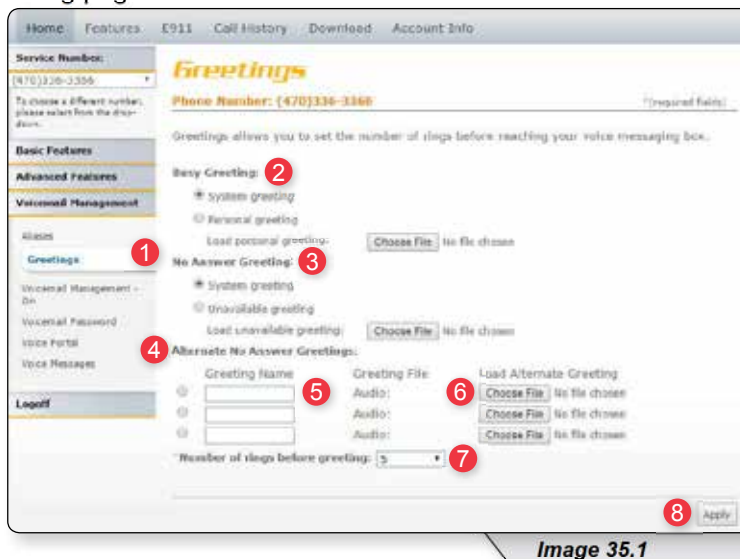 Home Features E911 Call History Download Account Info
Service Number:
(470)336-3366
To choose a different number, please select from the drop-down.
Basic Features
Advanced Features
Voicemail Management
Aliases
1
Greetings
Voicemail Management - On
Voicemail Password
Voice Portal
Voice Messages
Logoff
Greetings
Phone Number: (470)336-3366
*(required fields)
Greetings allows you to set the number of rings before reaching your voice messaging box.
Busy Greeting: 2
System greeting
Personal greeting
Load personal greeting: Choose File No file chosen
No Answer Greeting: 3
System greeting
Unavailable greeting
Load unavailable greeting: Choose File No file chosen
4 Alternate No Answer Greetings:
Greeting Name Greeting File Load Alternate Greeting
5 Audio: 6 Choose File No file chosen
Audio: Choose File No file chosen
Audio: Choose File No file chosen
*Number of rings before greeting: 5 7
8 Apply
Image 35.1